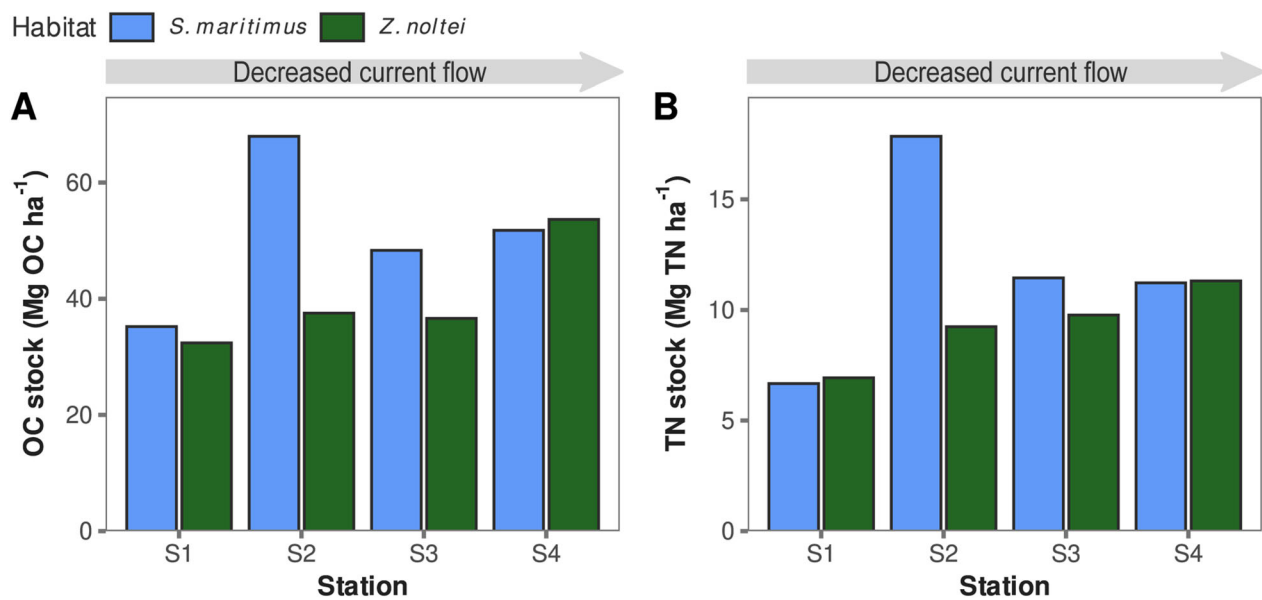 Habitat S. maritimus Z. noltei
Decreased current flow
Decreased current flow
A
B
OC stock (Mg OC ha⁻¹)
60
40
20
0
S1 S2 S3 S4
Station
TN stock (Mg TN ha⁻¹)
15
10
5
0
S1 S2 S3 S4
Station